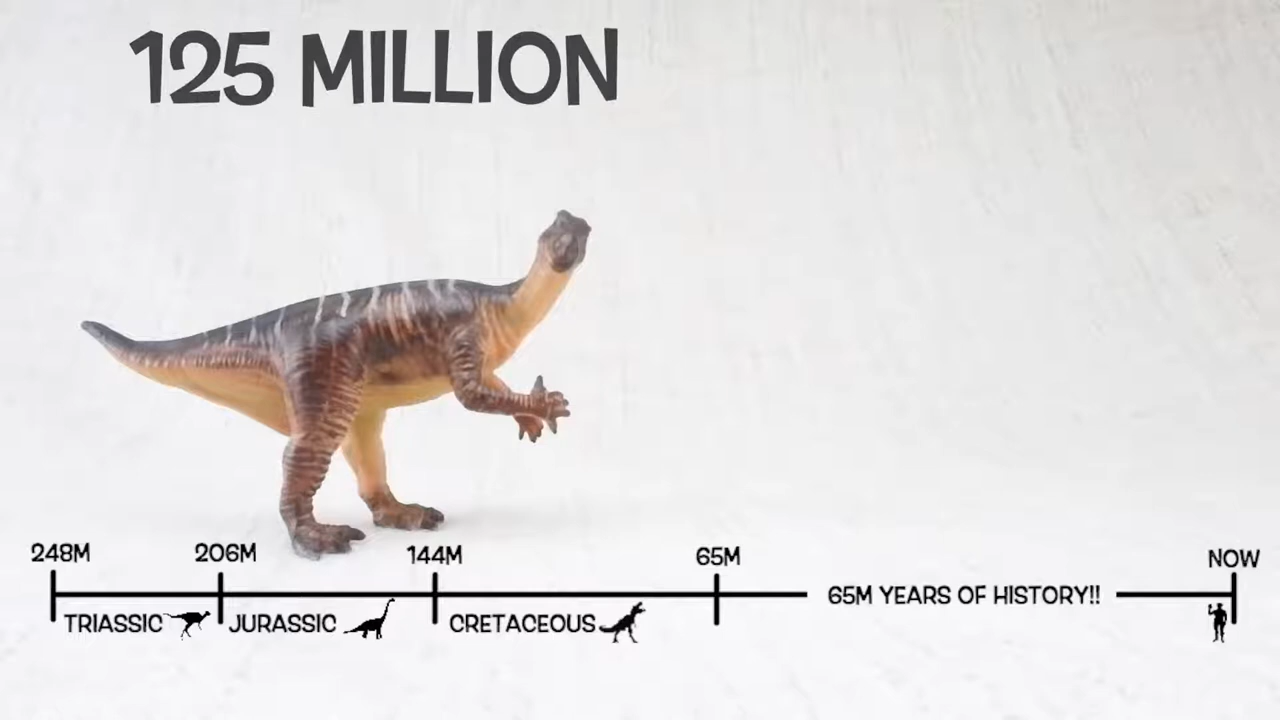 125 MILLION
248M 206M 144M 65M NOW
65M YEARS OF HISTORY!!
TRIASSIC JURASSIC CRETACEOUS